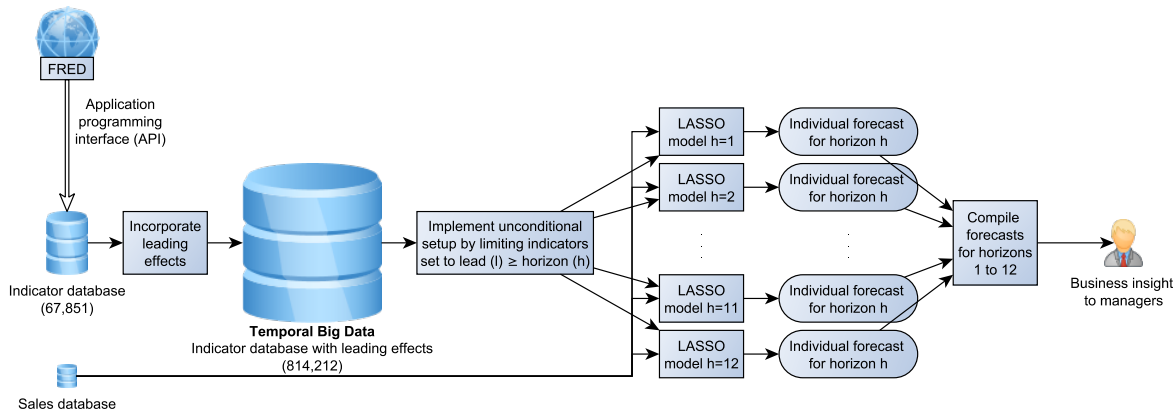 FRED
Application
programming
interface (API)
Indicator database
(67,851)
Incorporate
leading
effects
Temporal Big Data
Indicator database with leading effects
(814,212)
Sales database
Implement unconditional
setup by limiting indicators
set to lead (l) ≥ horizon (h)
LASSO
model h=1
Individual forecast
for horizon h
LASSO
model h=2
Individual forecast
for horizon h
LASSO
model h=11
Individual forecast
for horizon h
LASSO
model h=12
Individual forecast
for horizon h
Compile
forecasts
for horizons
1 to 12
Business insight
to managers